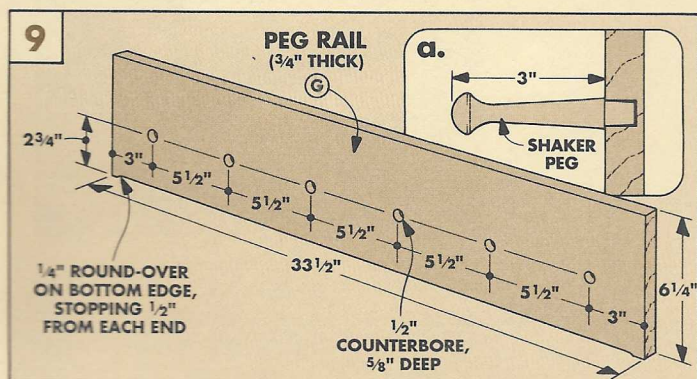 9
PEG RAIL
(3/4" THICK)
G
a.
3"
SHAKER
PEG
2 3/4"
3"
5 1/2"
5 1/2"
5 1/2"
5 1/2"
5 1/2"
3"
33 1/2"
6 1/4"
1/4" ROUND-OVER
ON BOTTOM EDGE,
STOPPING 1/2"
FROM EACH END
1/2"
COUNTERBORE,
5/8" DEEP